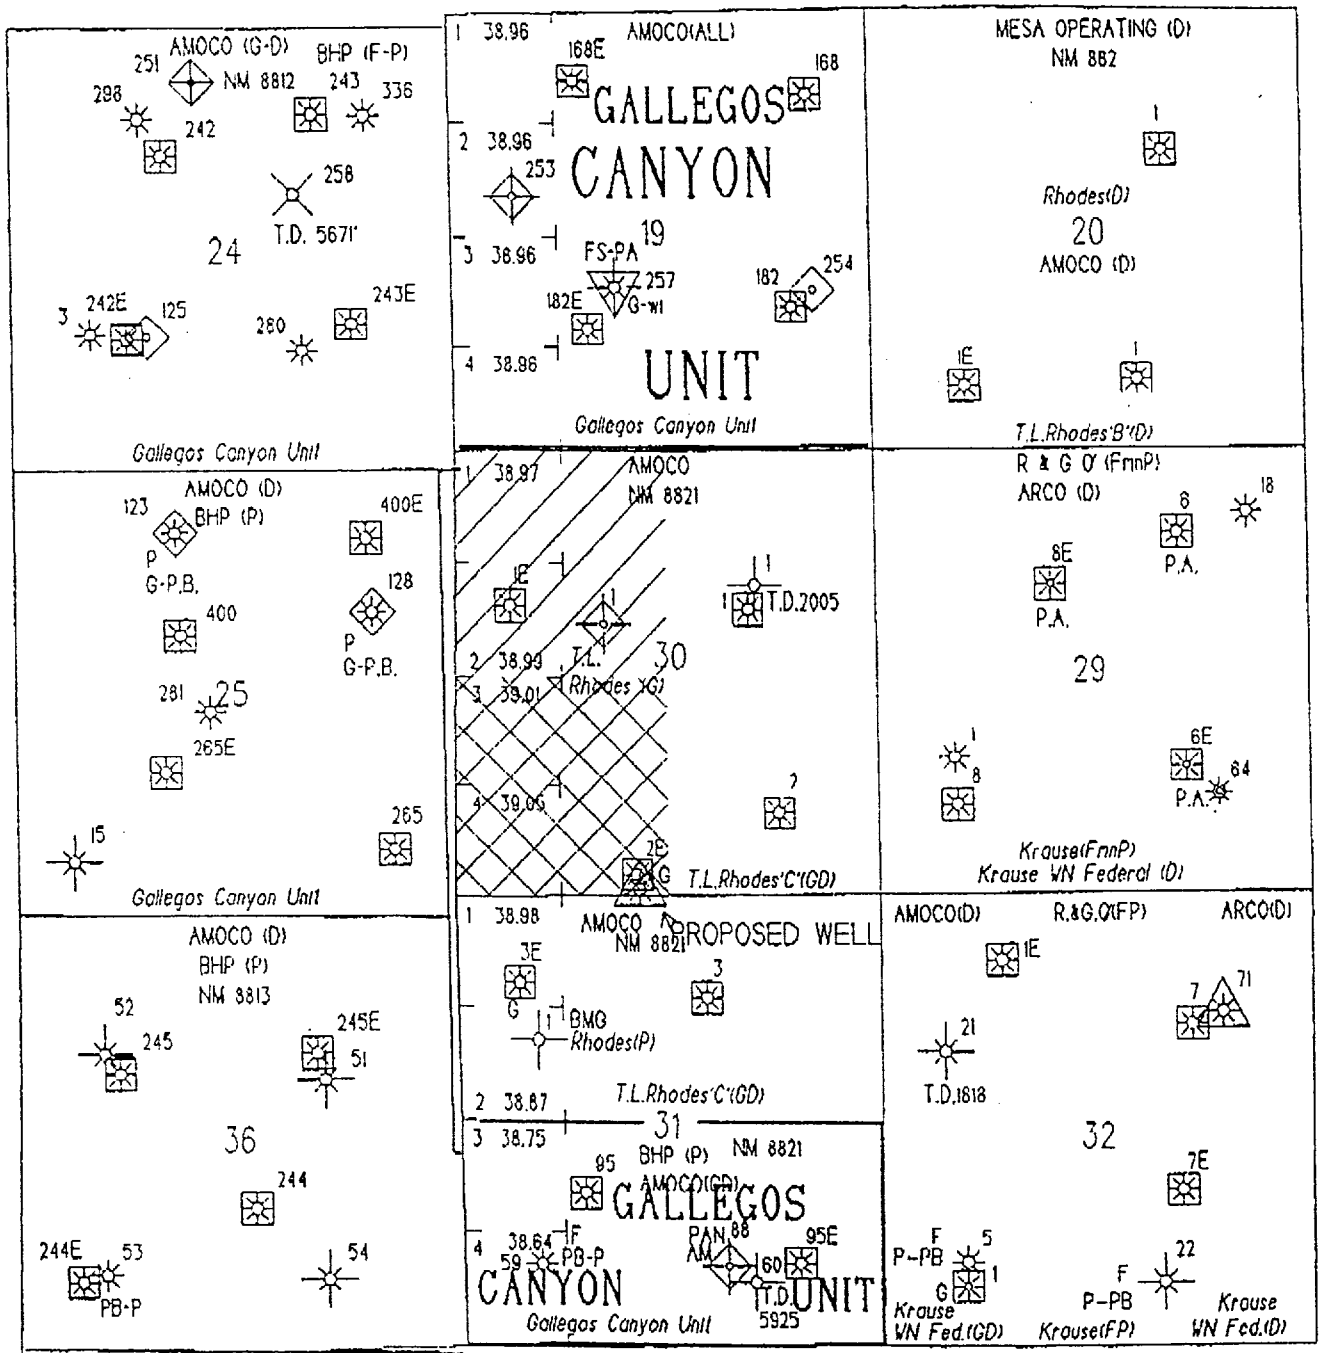 AMOCO (G-D)
BHP (F-P)
251
NM 8812
243
336
298
242
258
T.D. 5671'
24
242E
243E
3
125
280
Gallegos Canyon Unit
1 38.96
AMOCO(ALL)
168E
168
GALLEGOS
2 38.96
CANYON
253
19
3 38.96
FS-PA
257
G-WI
182
254
182E
4 38.96
UNIT
Gallegos Canyon Unit
MESA OPERATING (D)
NM 882
1
Rhodes(D)
20
AMOCO (D)
1E
1
T.L.Rhodes'B'(D)
AMOCO (D)
BHP (P)
123
400E
P
G-P.B.
128
400
P
G-P.B.
281
25
265E
15
265
Gallegos Canyon Unit
1 38.97
AMOCO
NM 8821
1E
1
1
1
T.D.2005
2 38.99
T.L.
30
3 39.01
Rhodes (G)
4
2
2E
G
T.L.Rhodes'C'(GD)
R & G O' (FmnP)
ARCO (D)
18
6
8E
P.A.
P.A.
29
1
6E
8
64
P.A.
Krause(FmnP)
Krause WN Federal (D)
AMOCO (D)
BHP (P)
NM 8813
52
245E
245
51
36
244
244E
53
54
PB-P
1 38.98
AMOCO
NM 8821
PROPOSED WELL
3E
3
G
1
BMG
Rhodes(P)
T.L.Rhodes'C'(GD)
2 38.87
31
3 38.75
BHP (P)
NM 8821
95
AMOCO(GD)
GALLEGOS
4 38.64
F
PAN
88
59
PB-P
AM
60
95E
CANYON
T.D.
UNIT
5925
Gallegos Canyon Unit
AMOCO(D)
R.&G.O'(FP)
ARCO(D)
1E
7
71
21
T.D.1818
32
7E
F
5
P-PB
22
1
F
G
P-PB
Krause
WN Fed.(GD)
Krause(FP)
Krause
WN Fed.(D)